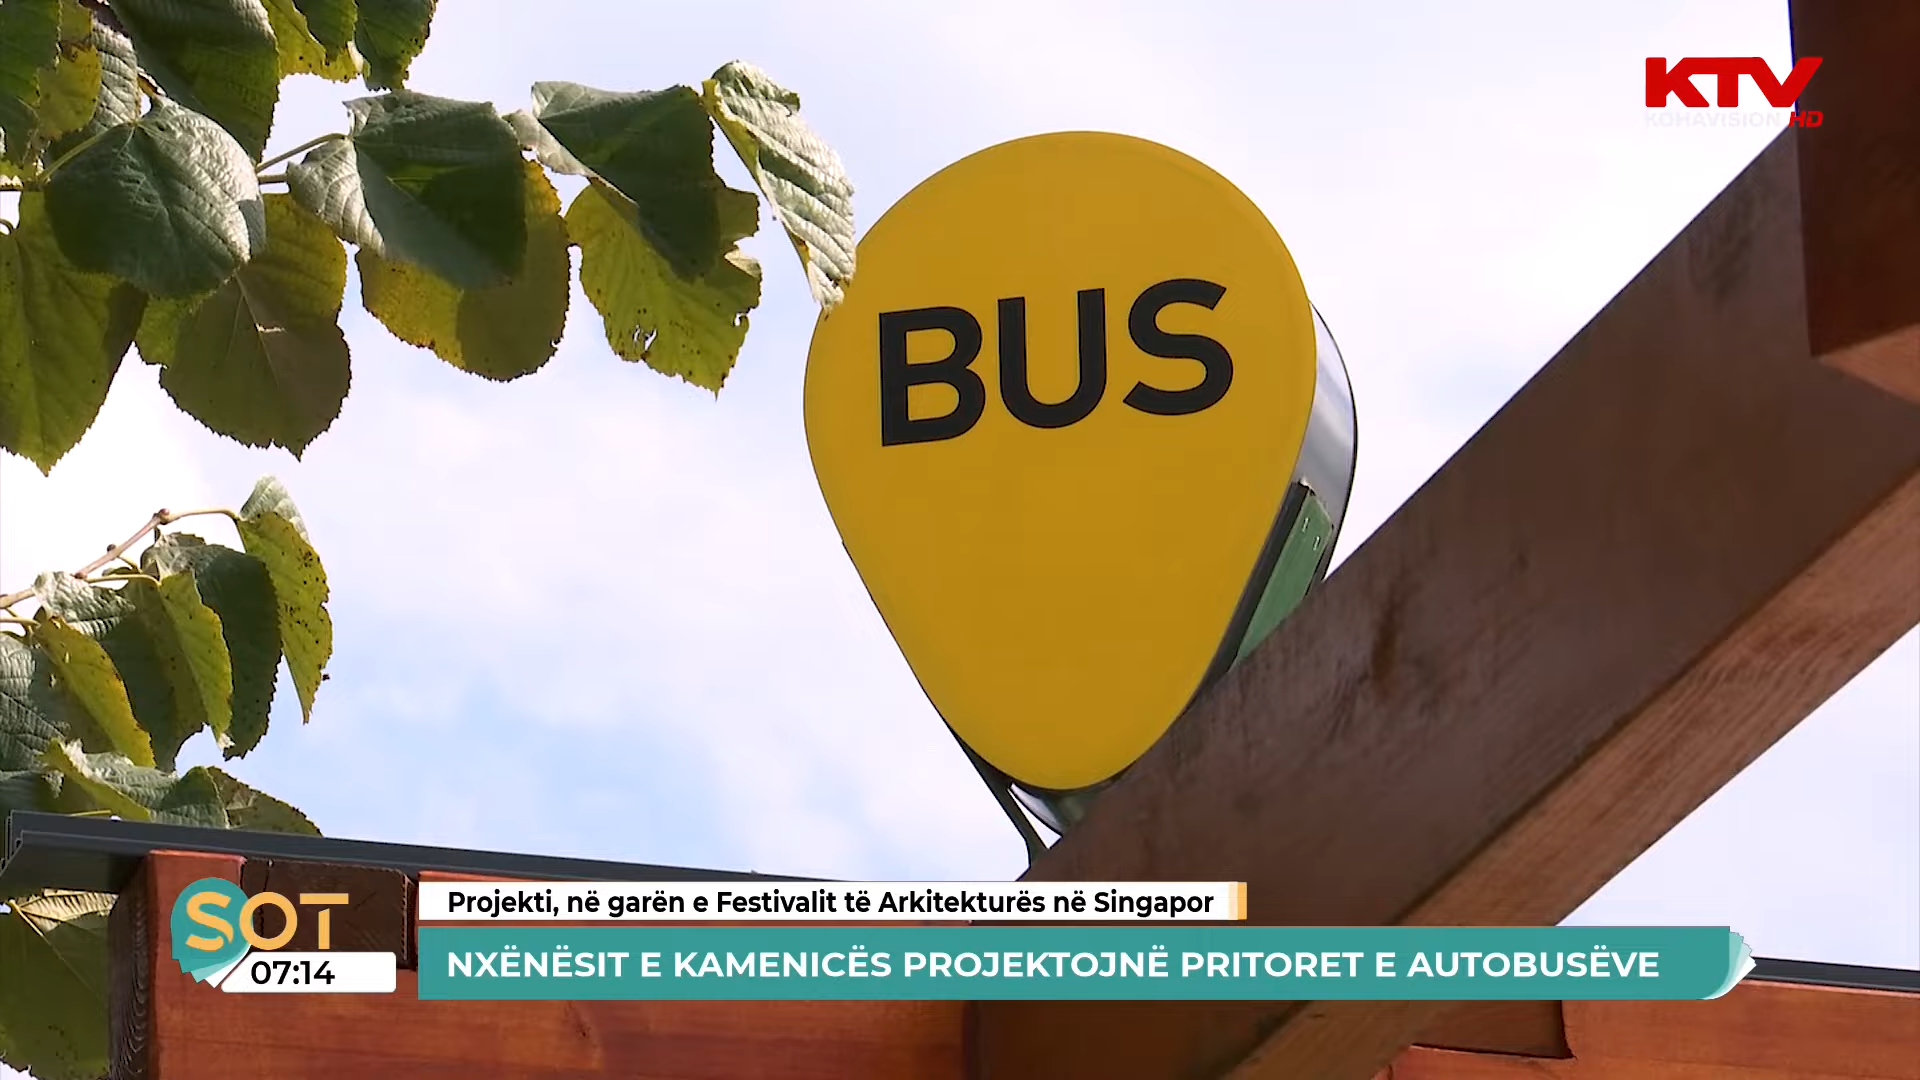 KTV
KOHAVISION HD
BUS
Projekti, në garën e Festivalit të Arkitekturës në Singapor
SOT
07:14
NXËNËSIT E KAMENICËS PROJEKTOJNË PRITORET E AUTOBUSËVE